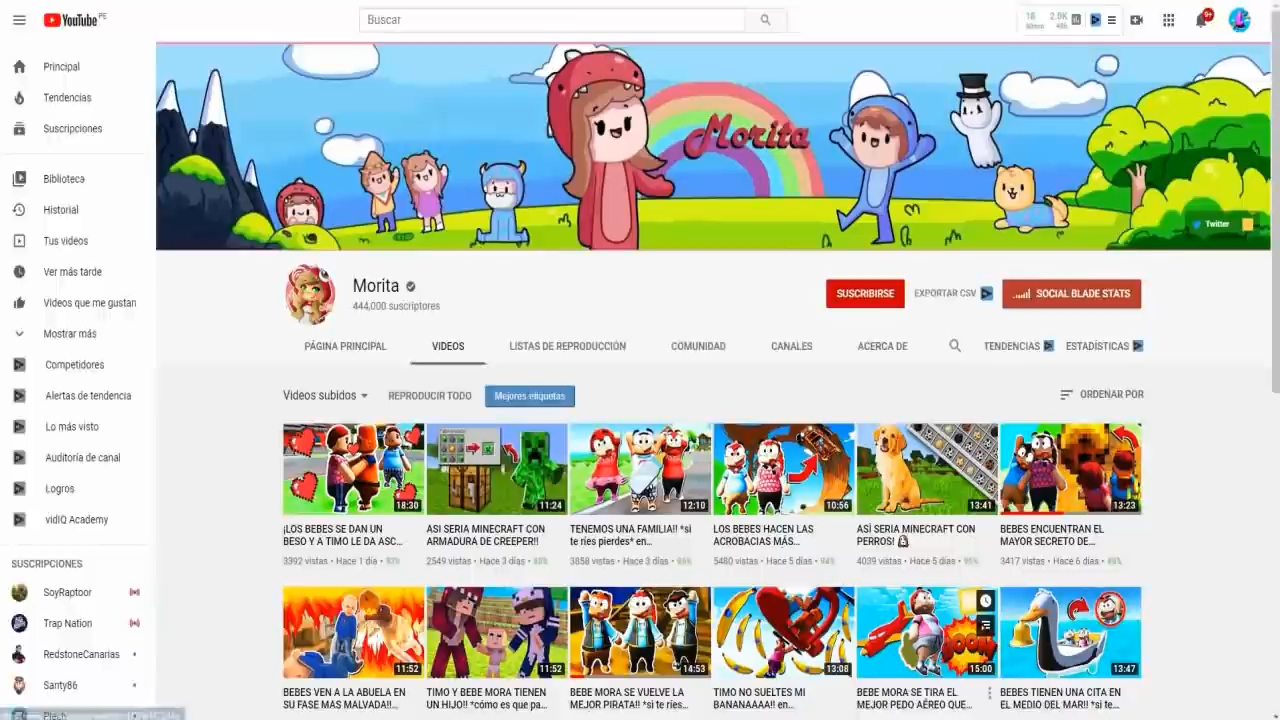 YouTube PE
Buscar
18
2.8K
9+
Principal
Tendencias
Suscripciones
Biblioteca
Historial
Tus videos
Ver más tarde
Videos que me gustan
Mostrar más
Competidores
Alertas de tendencia
Lo más visto
Auditoría de canal
Logros
vidIQ Academy
SUSCRIPCIONES
SoyRaptoor
Trap Nation
RedstoneCanarias
Santy86
Morita
Twitter
Morita
444,000 suscriptores
SUSCRIBIRSE
EXPORTAR CSV
SOCIAL BLADE STATS
PÁGINA PRINCIPAL
VIDEOS
LISTAS DE REPRODUCCIÓN
COMUNIDAD
CANALES
ACERCA DE
TENDENCIAS
ESTADÍSTICAS
Videos subidos
REPRODUCIR TODO
Mejores etiquetas
ORDENAR POR
18:30
11:24
12:10
10:56
13:41
13:23
¡LOS BEBES SE DAN UN
BESO Y A TIMO LE DA ASC...
3392 vistas • Hace 1 día •
ASI SERIA MINECRAFT CON
ARMADURA DE CREEPER!!
2549 vistas • Hace 3 días •
TENEMOS UNA FAMILIA!! *si
te ríes pierdes* en...
3858 vistas • Hace 3 días •
LOS BEBES HACEN LAS
ACROBACIAS MÁS...
5480 vistas • Hace 5 días • 94%
ASÍ SERIA MINECRAFT CON
PERROS!
4039 vistas • Hace 5 días •
BEBES ENCUENTRAN EL
MAYOR SECRETO DE...
3417 vistas • Hace 6 días •
11:52
11:52
14:53
13:08
BOOM
15:00
13:47
BEBES VEN A LA ABUELA EN
SU FASE MAS MALVADA!!...
TIMO Y BEBE MORA TIENEN
UN HIJO!! *cómo es que pa...
BEBE MORA SE VUELVE LA
MEJOR PIRATA!! *si te ríes...
TIMO NO SUELTES MI
BANANAAAA!! en...
BEBE MORA SE TIRA EL
MEJOR PEDO AÉREO QUE...
BEBES TIENEN UNA CITA EN
EL MEDIO DEL MAR!! *si te...